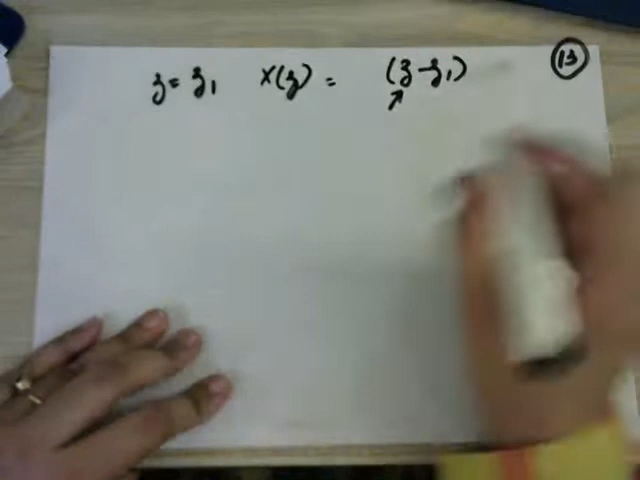 z = z₁ X(z) = (z - z₁) 13